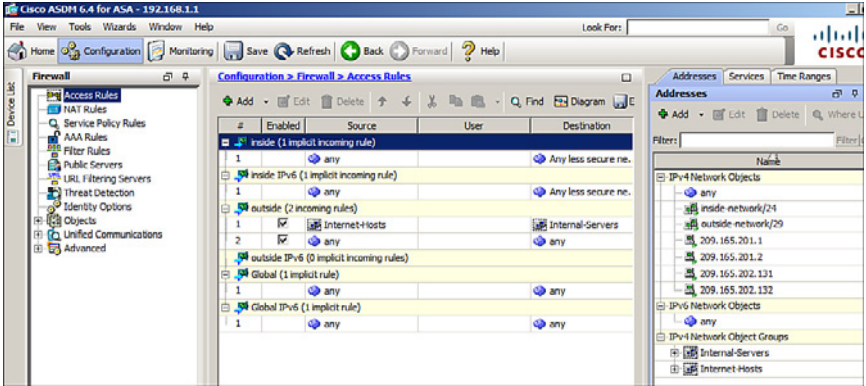 Cisco ASDM 6.4 for ASA - 192.168.1.1
File View Tools Wizards Window Help
Look For:
Go
Home Configuration Monitoring Save Refresh Back Forward Help
CISCO
Device List
Firewall
Access Rules
NAT Rules
Service Policy Rules
AAA Rules
Filter Rules
Public Servers
URL Filtering Servers
Threat Detection
Identity Options
Objects
Unified Communications
Advanced
Configuration > Firewall > Access Rules
Add Edit Delete Find Diagram E
# Enabled Source User Destination
inside (1 implicit incoming rule)
1 any Any less secure ne.
inside IPv6 (1 implicit incoming rule)
1 any Any less secure ne.
outside (2 incoming rules)
1 Internet-Hosts Internal-Servers
2 any any
outside IPv6 (0 implicit incoming rules)
Global (1 implicit rule)
1 any any
Global IPv6 (1 implicit rule)
1 any any
Addresses Services Time Ranges
Addresses
Add Edit Delete Where U
Filter: Filter
Name
IPv4 Network Objects
any
inside-network/24
outside-network/29
209.165.201.1
209.165.201.2
209.165.202.131
209.165.202.132
IPv6 Network Objects
any
IPv4 Network Object Groups
Internal-Servers
Internet-Hosts